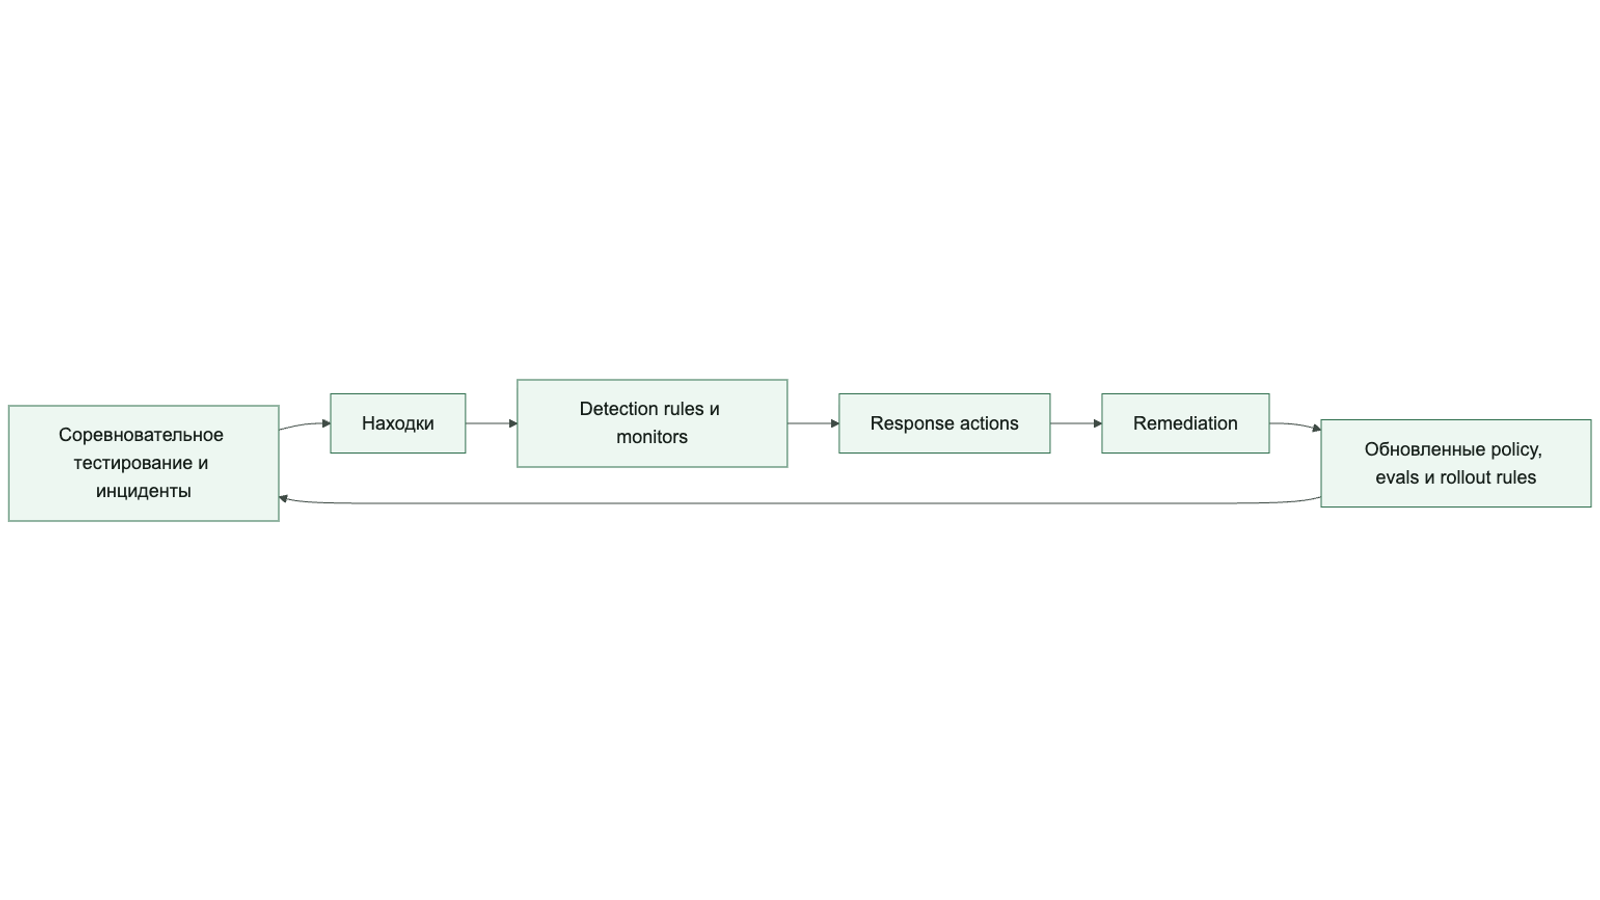 Соревновательное
тестирование и
инциденты
Находки
Detection rules и
monitors
Response actions
Remediation
Обновленные policy,
evals и rollout rules